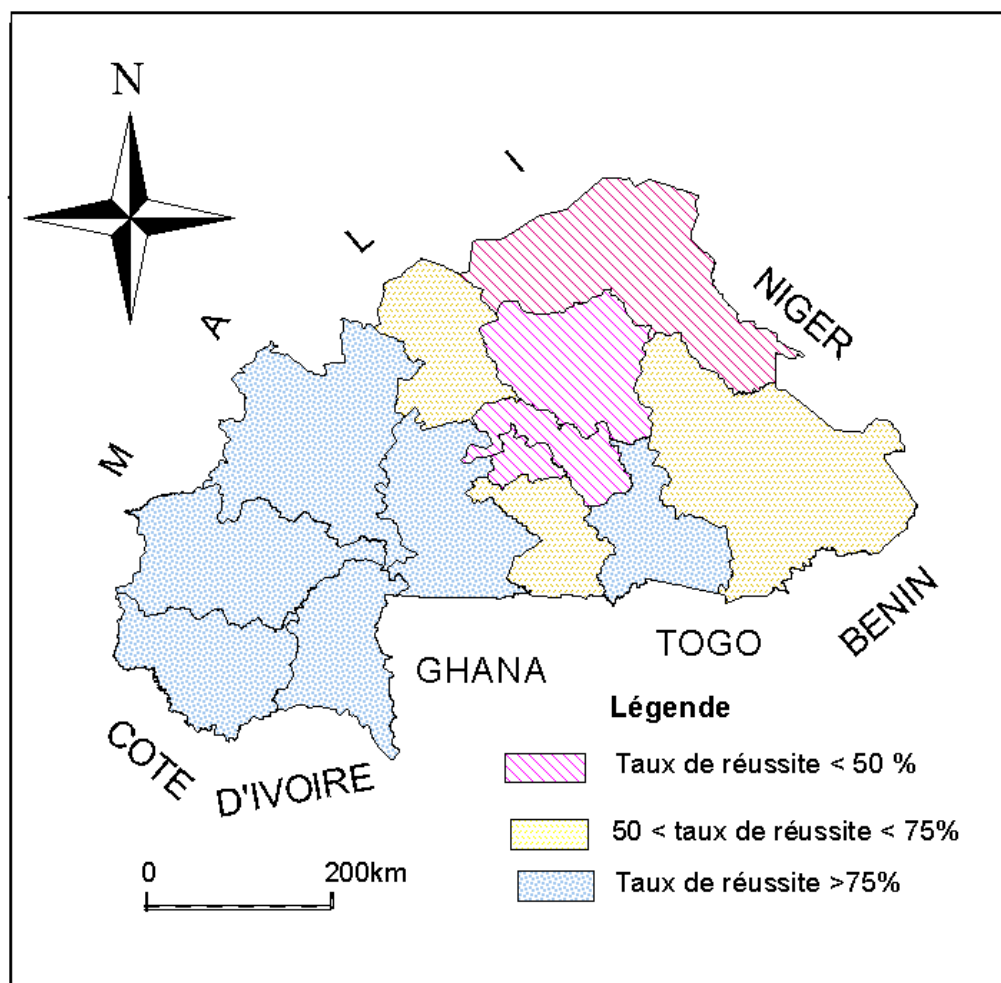 N
MALI
NIGER
BENIN
TOGO
GHANA
COTE
D'IVOIRE
Légende
Taux de réussite < 50 %
50 < taux de réussite < 75%
Taux de réussite >75%
0 200km